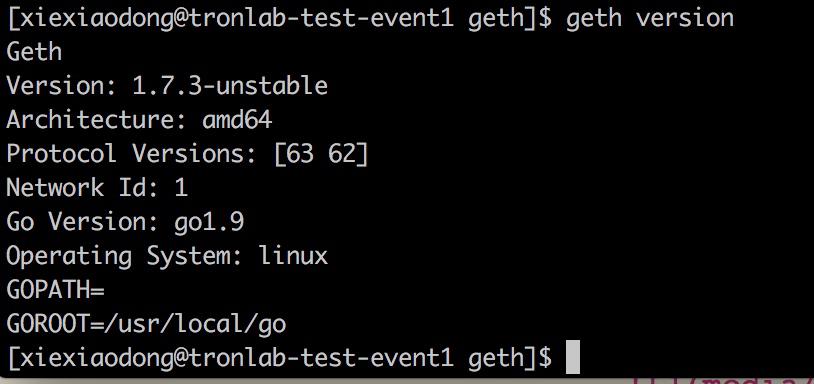 [xiexiaodong@tronlab-test-event1 geth]$ geth version
Geth
Version: 1.7.3-unstable
Architecture: amd64
Protocol Versions: [63 62]
Network Id: 1
Go Version: go1.9
Operating System: linux
GOPATH=
GOROOT=/usr/local/go
[xiexiaodong@tronlab-test-event1 geth]$